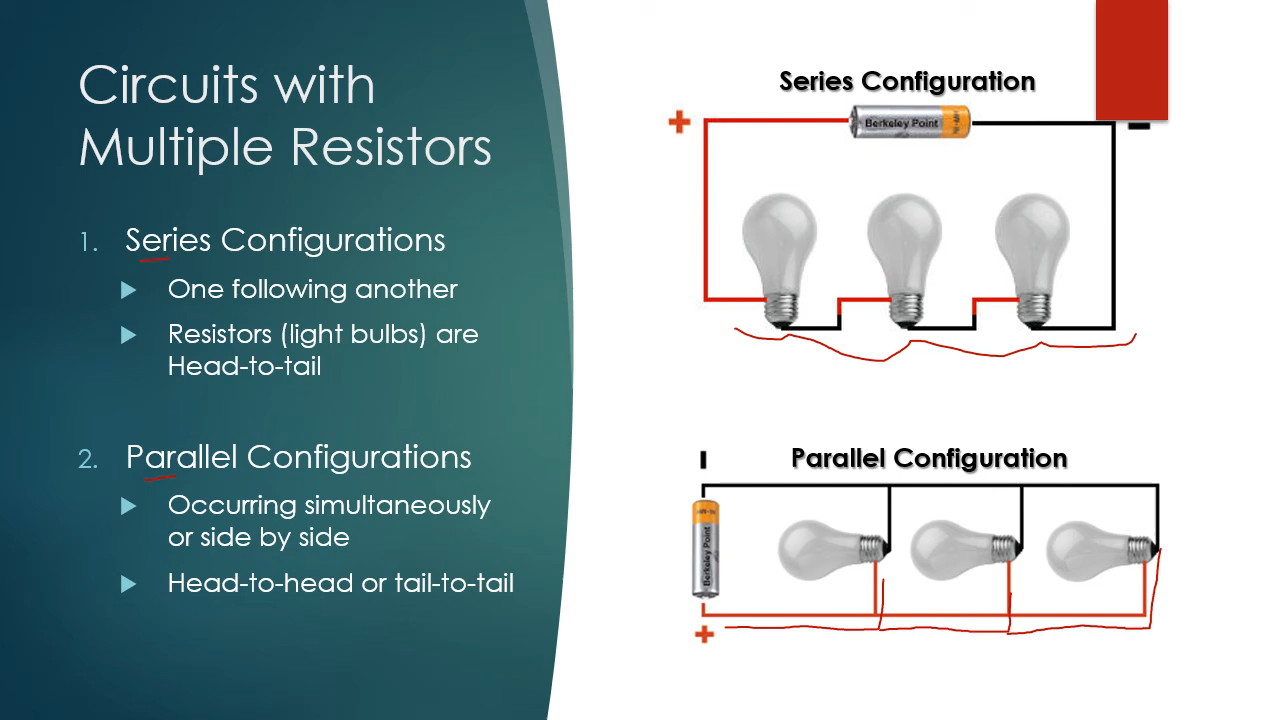 Circuits with
Multiple Resistors
1. Series Configurations
One following another
Resistors (light bulbs) are
Head-to-tail
2. Parallel Configurations
Occurring simultaneously
or side by side
Head-to-head or tail-to-tail
Series Configuration
+
Berkeley Point
-
Parallel Configuration
Berkeley Point
+